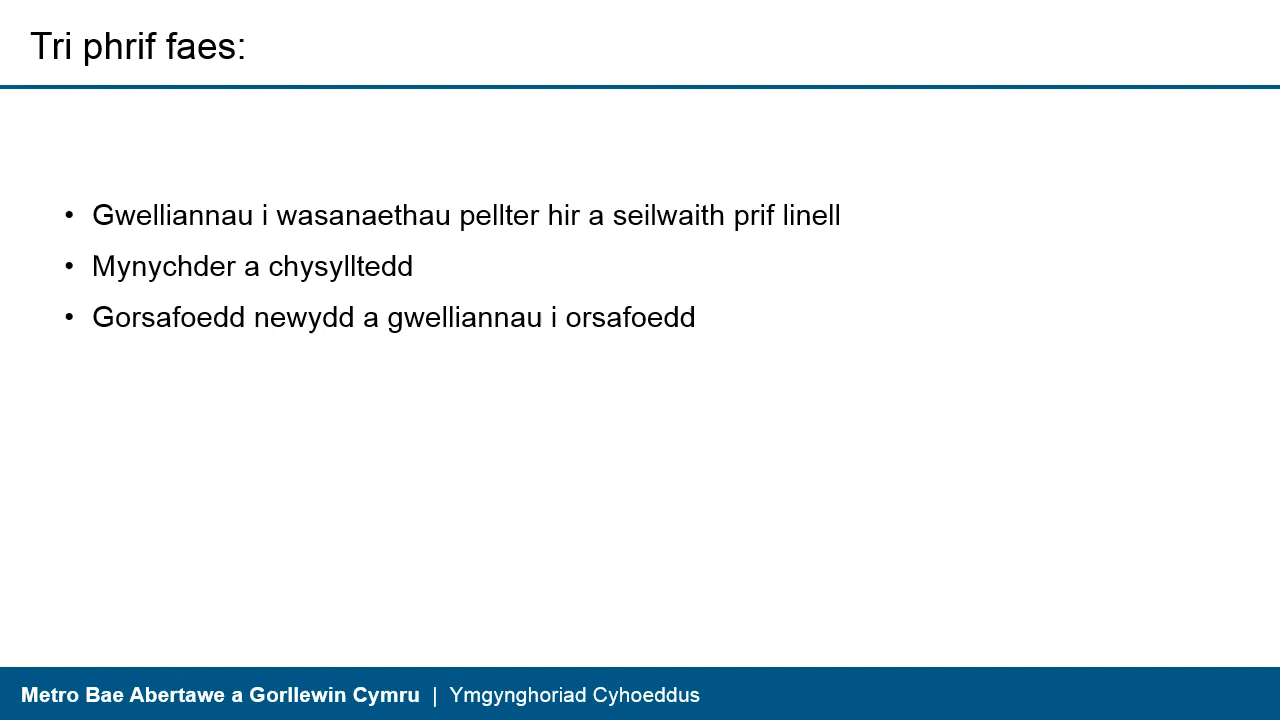 Tri phrif faes:
• Gwelliannau i wasanaethau pellter hir a seilwaith prif linell
• Mynychder a chysylltedd
• Gorsafoedd newydd a gwelliannau i orsafoedd
Metro Bae Abertawe a Gorllewin Cymru | Ymgynghoriad Cyhoeddus